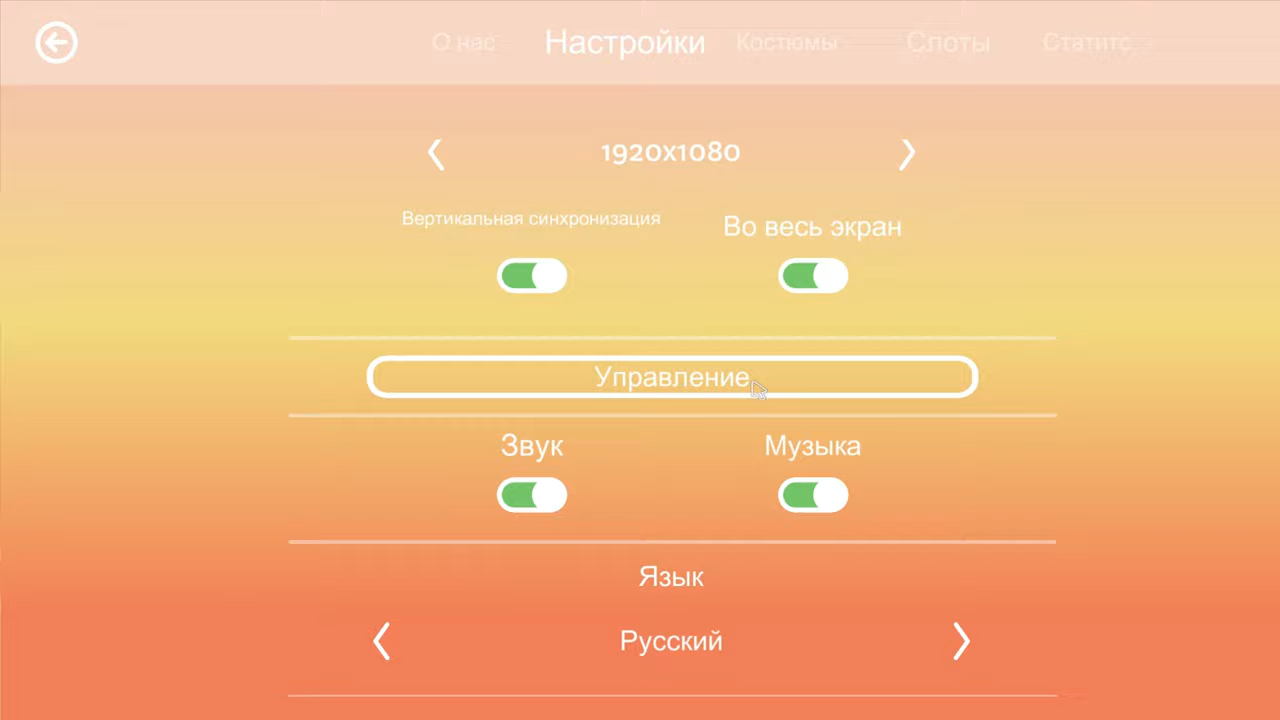 О нас Настройки Костюмы Слоты
1920x1080
Вертикальная синхронизация Во весь экран
Управление
Звук Музыка
Язык
Русский